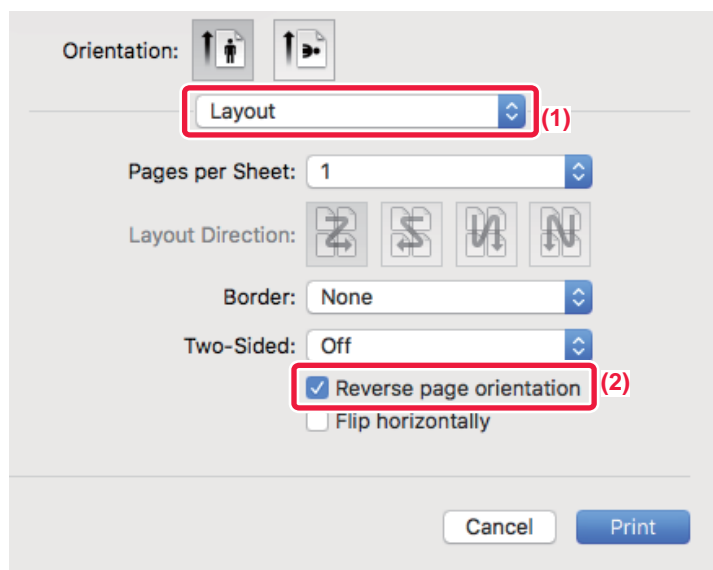 Orientation:
Layout
(1)
Pages per Sheet: 1
Layout Direction:
Border: None
Two-Sided: Off
Reverse page orientation
(2)
Flip horizontally
Cancel Print